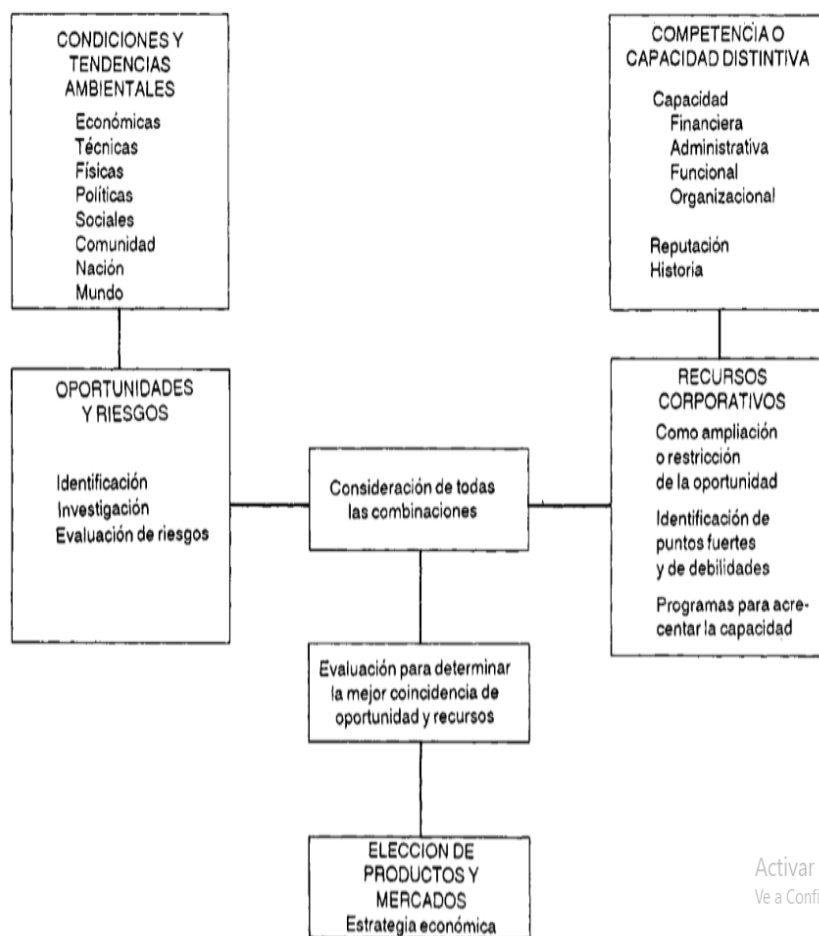 CONDICIONES Y
TENDENCIAS
AMBIENTALES
Económicas
Técnicas
Físicas
Políticas
Sociales
Comunidad
Nación
Mundo
COMPETENCIA O
CAPACIDAD DISTINTIVA
Capacidad
Financiera
Administrativa
Funcional
Organizacional
Reputación
Historia
OPORTUNIDADES
Y RIESGOS
Identificación
Investigación
Evaluación de riesgos
Consideración de todas
las combinaciones
RECURSOS
CORPORATIVOS
Como ampliación
o restricción
de la oportunidad
Identificación de
puntos fuertes
y de debilidades
Programas para acre-
centar la capacidad
Evaluación para determinar
la mejor coincidencia de
oportunidad y recursos
ELECCION DE
PRODUCTOS Y
MERCADOS
Estrategia económica
Activar
Ve a Confi